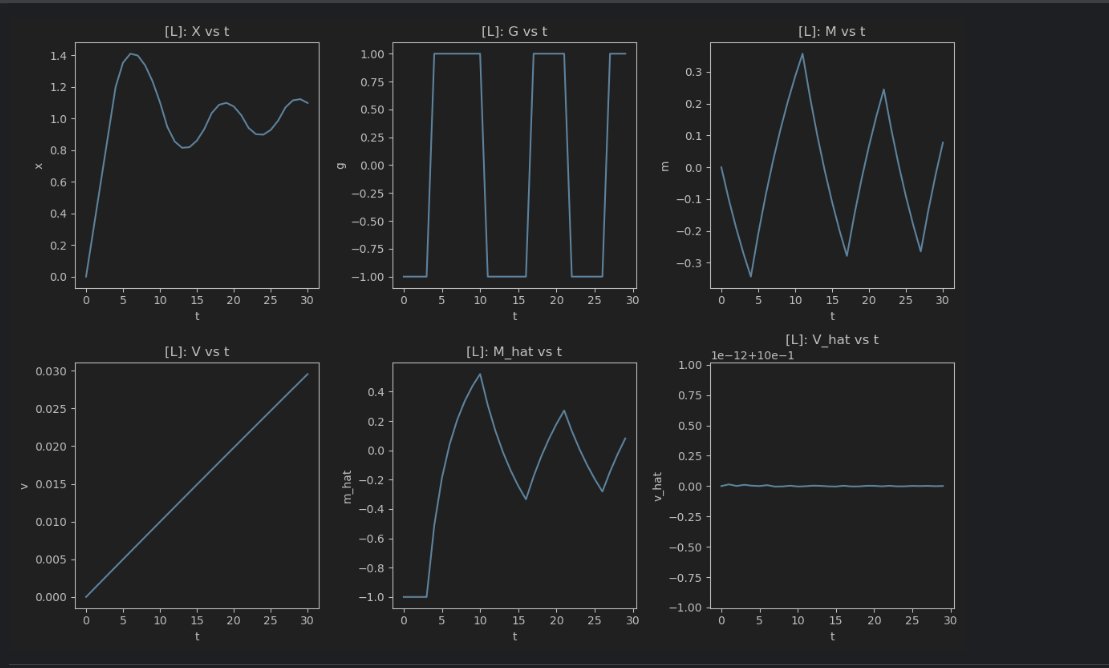 [L]: X vs t
1.4
1.2
1.0
0.8
0.6
0.4
0.2
0.0
x
0 5 10 15 20 25 30
t
[L]: G vs t
1.00
0.75
0.50
0.25
0.00
−0.25
−0.50
−0.75
−1.00
g
0 5 10 15 20 25 30
t
[L]: M vs t
0.3
0.2
0.1
0.0
−0.1
−0.2
−0.3
m
0 5 10 15 20 25 30
t
[L]: V vs t
0.030
0.025
0.020
0.015
0.010
0.005
0.000
v
0 5 10 15 20 25 30
t
[L]: M_hat vs t
0.4
0.2
0.0
−0.2
−0.4
−0.6
−0.8
−1.0
m_hat
0 5 10 15 20 25 30
t
[L]: V_hat vs t
1e−12+10e−1
1.00
0.75
0.50
0.25
0.00
−0.25
−0.50
−0.75
−1.00
v_hat
0 5 10 15 20 25 30
t